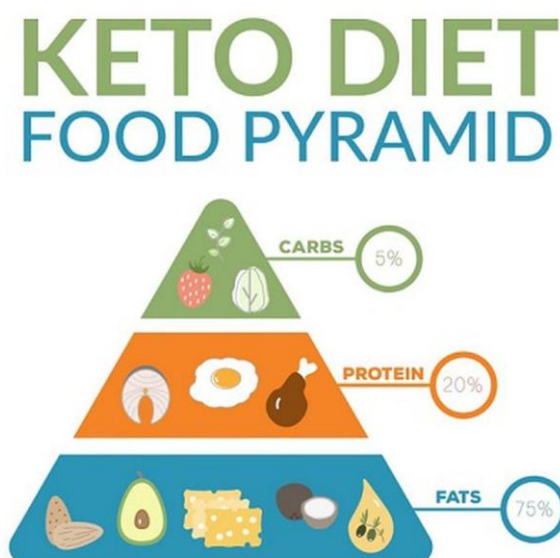 KETO DIET
FOOD PYRAMID
CARBS
5%
PROTEIN
20%
FATS
75%